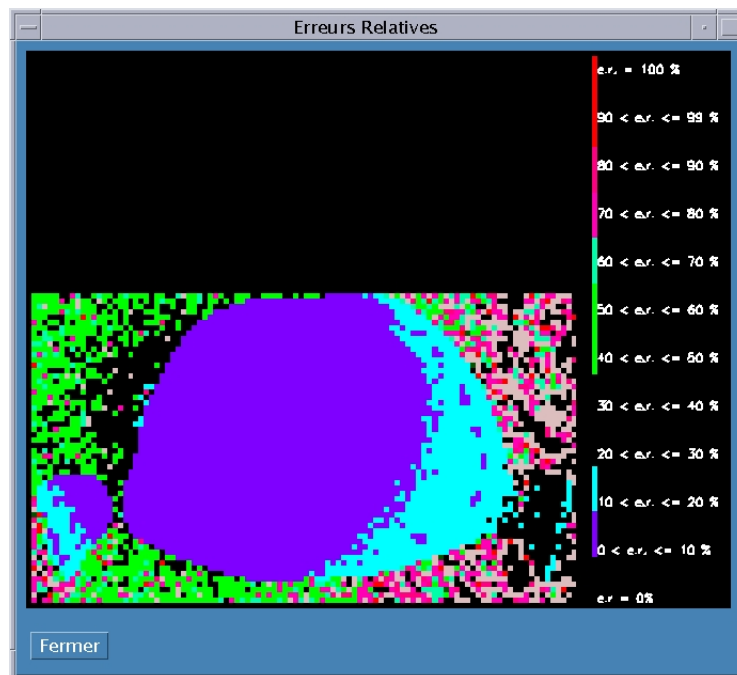 Erreurs Relatives
e.r. = 100 %
90 < e.r. <= 99 %
80 < e.r. <= 90 %
70 < e.r. <= 80 %
60 < e.r. <= 70 %
50 < e.r. <= 60 %
40 < e.r. <= 50 %
30 < e.r. <= 40 %
20 < e.r. <= 30 %
10 < e.r. <= 20 %
0 < e.r. <= 10 %
e.r = 0%
Fermer